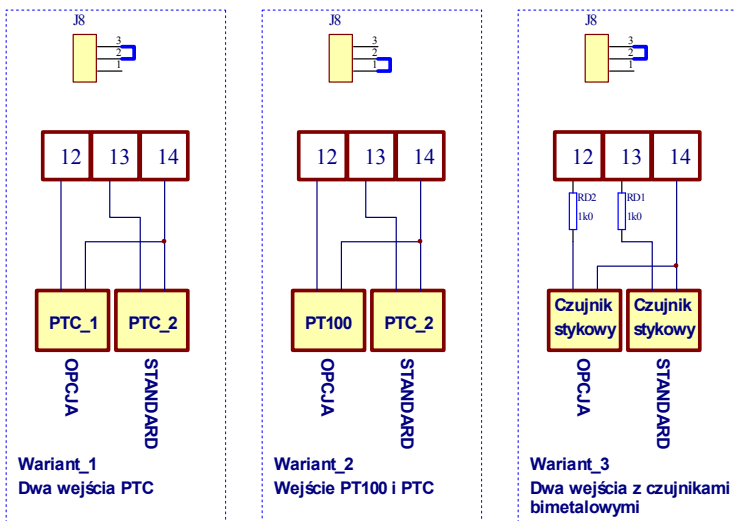 J8
3
2
1
12 13 14
PTC_1 PTC_2
OPCJA
STANDARD
Wariant_1
Dwa wejścia PTC
J8
3
2
1
12 13 14
PT100 PTC_2
OPCJA
STANDARD
Wariant_2
Wejście PT100 i PTC
J8
3
2
1
12 13 14
RD2 RD1
1k0 1k0
Czujnik Czujnik
stykowy stykowy
OPCJA
STANDARD
Wariant_3
Dwa wejścia z czujnikami
bimetalowymi